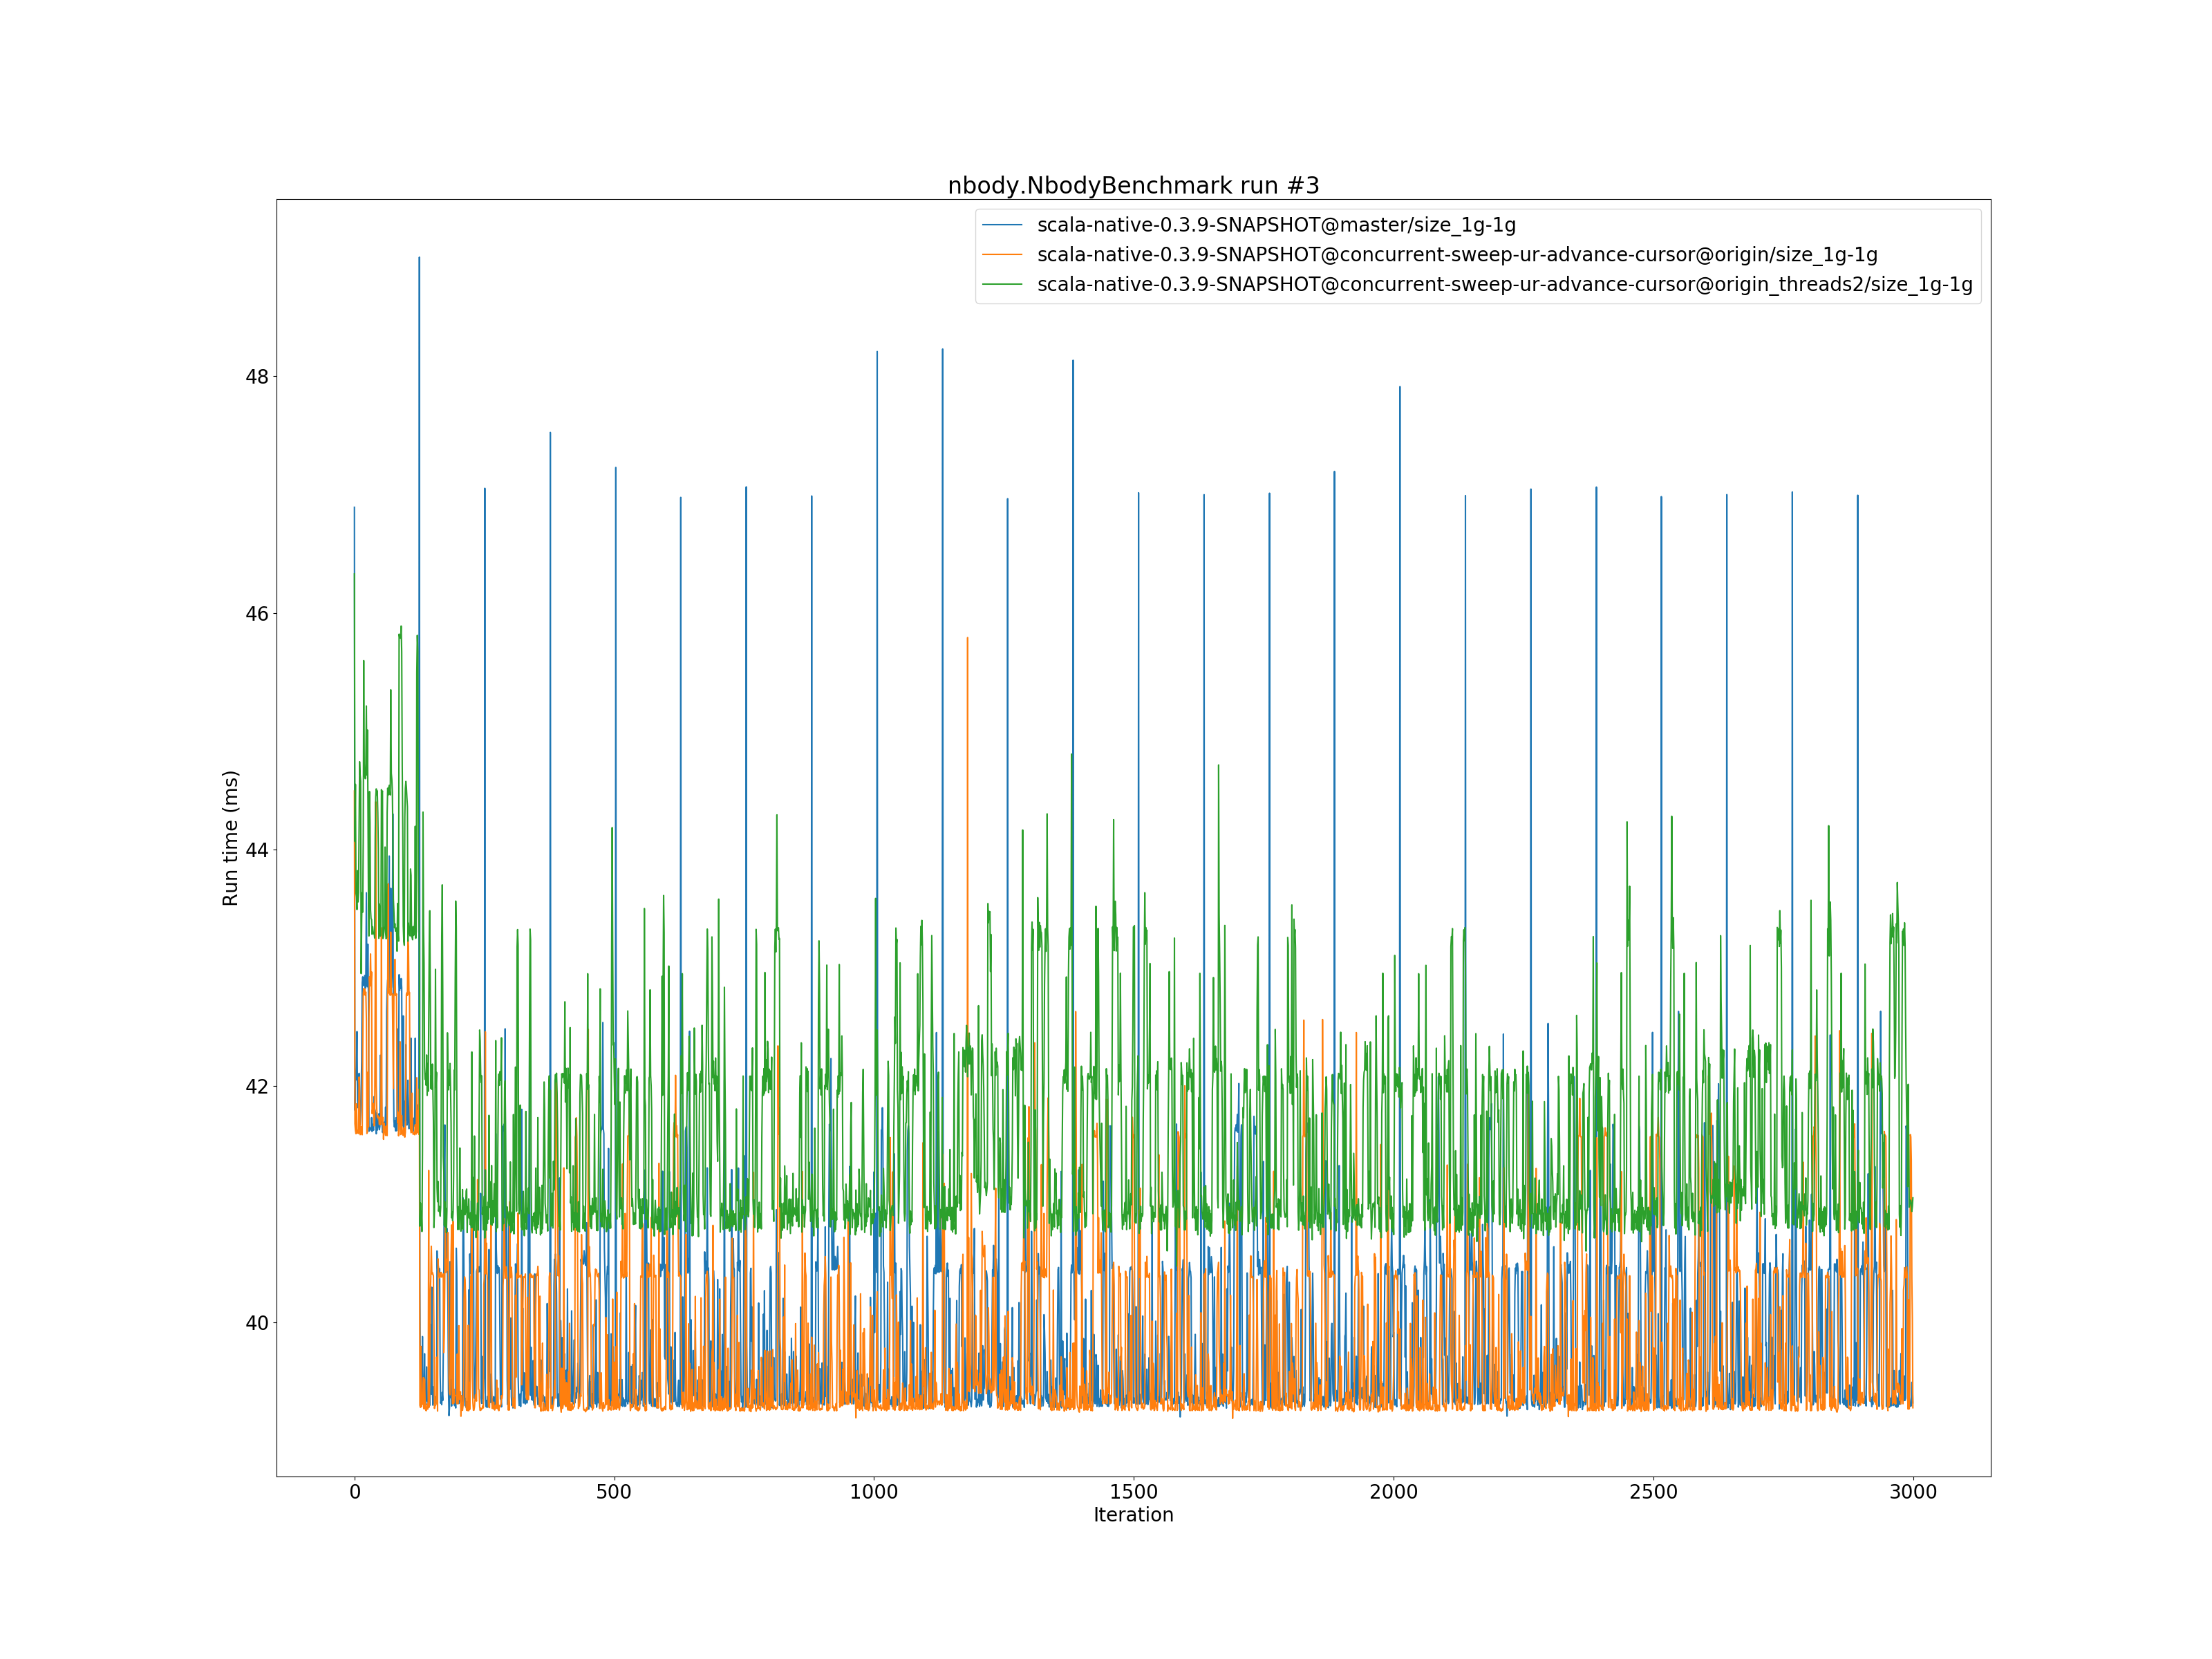 nbody.NbodyBenchmark run #3
scala-native-0.3.9-SNAPSHOT@master/size_1g-1g
scala-native-0.3.9-SNAPSHOT@concurrent-sweep-ur-advance-cursor@origin/size_1g-1g
scala-native-0.3.9-SNAPSHOT@concurrent-sweep-ur-advance-cursor@origin_threads2/size_1g-1g
48
46
44
42
40
Run time (ms)
0 500 1000 1500 2000 2500 3000
Iteration